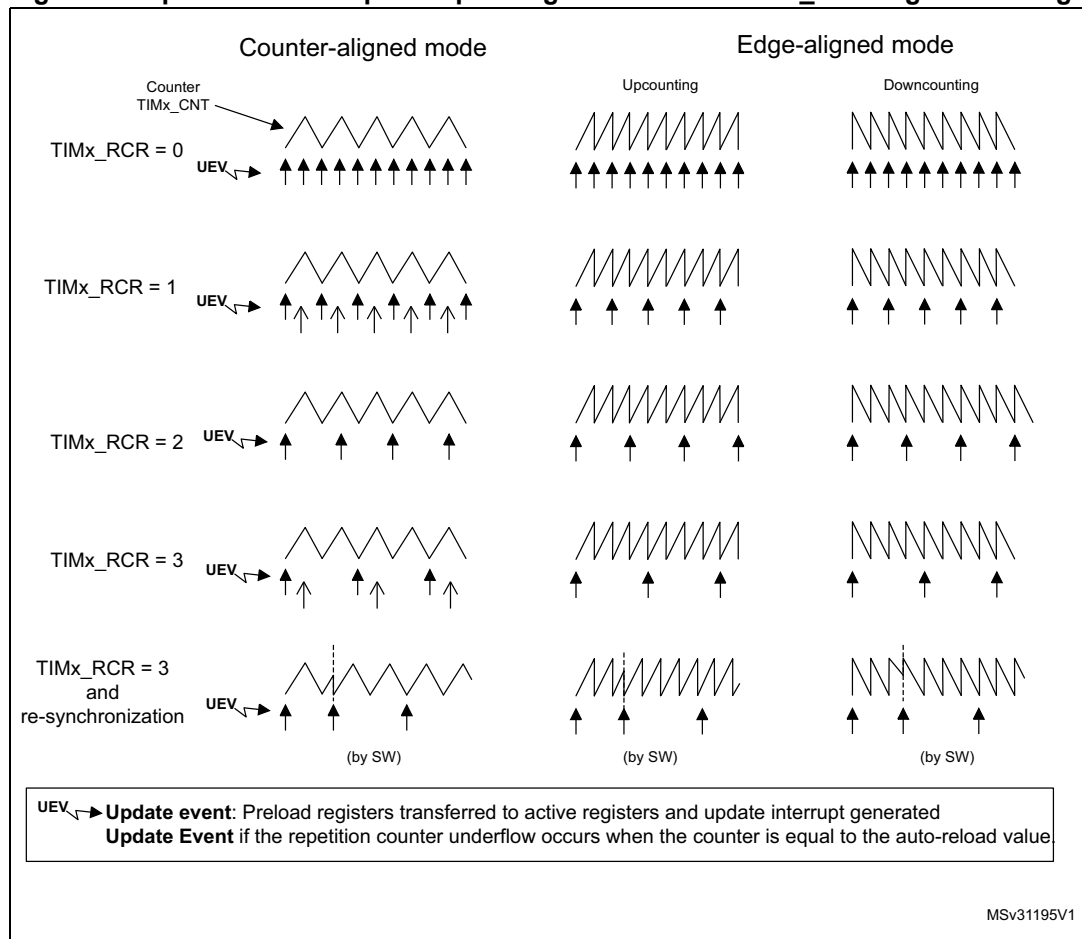 Counter-aligned mode
Edge-aligned mode
Counter
TIMx_CNT
Upcounting
Downcounting
TIMx_RCR = 0
UEV
TIMx_RCR = 1
UEV
TIMx_RCR = 2
UEV
TIMx_RCR = 3
UEV
TIMx_RCR = 3
and
re-synchronization
UEV
(by SW)
(by SW)
(by SW)
UEV Update event: Preload registers transferred to active registers and update interrupt generated
Update Event if the repetition counter underflow occurs when the counter is equal to the auto-reload value.
MSv31195V1